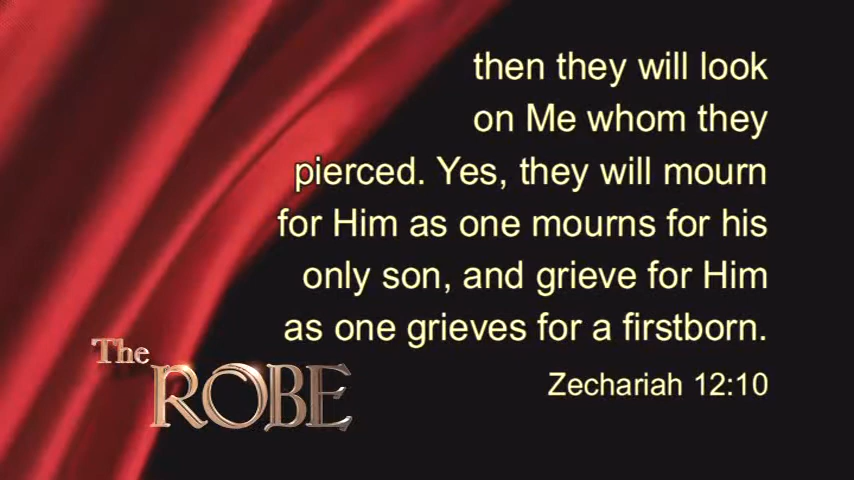 then they will look
on Me whom they
pierced. Yes, they will mourn
for Him as one mourns for his
only son, and grieve for Him
as one grieves for a firstborn.
Zechariah 12:10
The
ROBE